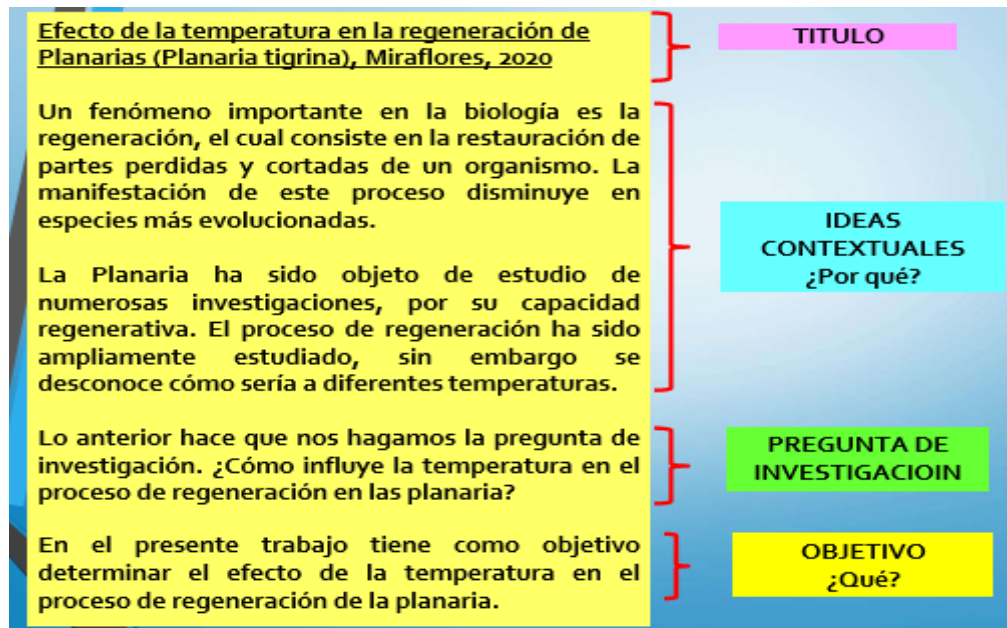 Efecto de la temperatura en la regeneración de
Planarias (Planaria tigrina), Miraflores, 2020
TITULO
Un fenómeno importante en la biología es la
regeneración, el cual consiste en la restauración de
partes perdidas y cortadas de un organismo. La
manifestación de este proceso disminuye en
especies más evolucionadas.
La Planaria ha sido objeto de estudio de
numerosas investigaciones, por su capacidad
regenerativa. El proceso de regeneración ha sido
ampliamente estudiado, sin embargo se
desconoce cómo sería a diferentes temperaturas.
IDEAS
CONTEXTUALES
¿Por qué?
Lo anterior hace que nos hagamos la pregunta de
investigación. ¿Cómo influye la temperatura en el
proceso de regeneración en las planaria?
PREGUNTA DE
INVESTIGACIOIN
En el presente trabajo tiene como objetivo
determinar el efecto de la temperatura en el
proceso de regeneración de la planaria.
OBJETIVO
¿Qué?